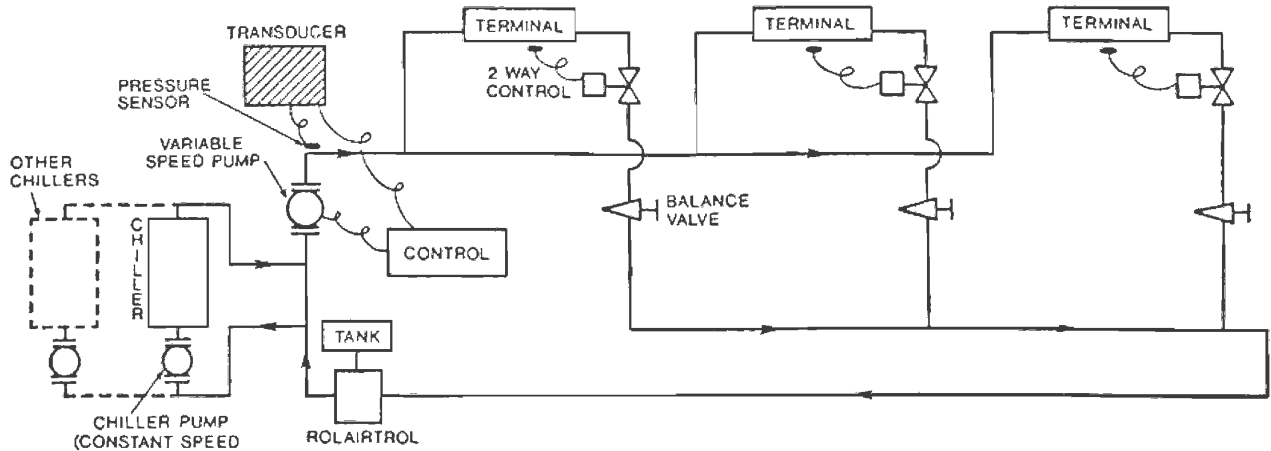 TERMINAL
TERMINAL
TERMINAL
TRANSDUCER
2 WAY
CONTROL
PRESSURE
SENSOR
VARIABLE
SPEED PUMP
OTHER
CHILLERS
CHILLER
BALANCE
VALVE
CONTROL
TANK
CHILLER PUMP
(CONSTANT SPEED
ROLAIRTROL